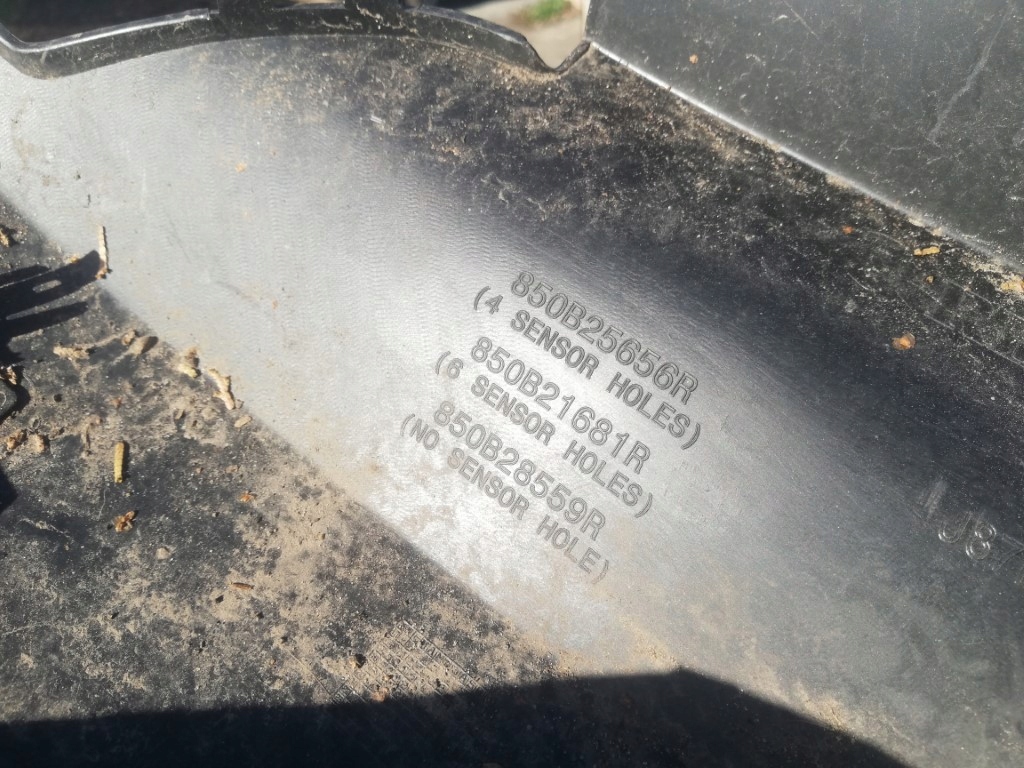 850B25656R
(4 SENSOR HOLES)
850B21681R
(6 SENSOR HOLES)
850B28559R
(NO SENSOR HOLE)